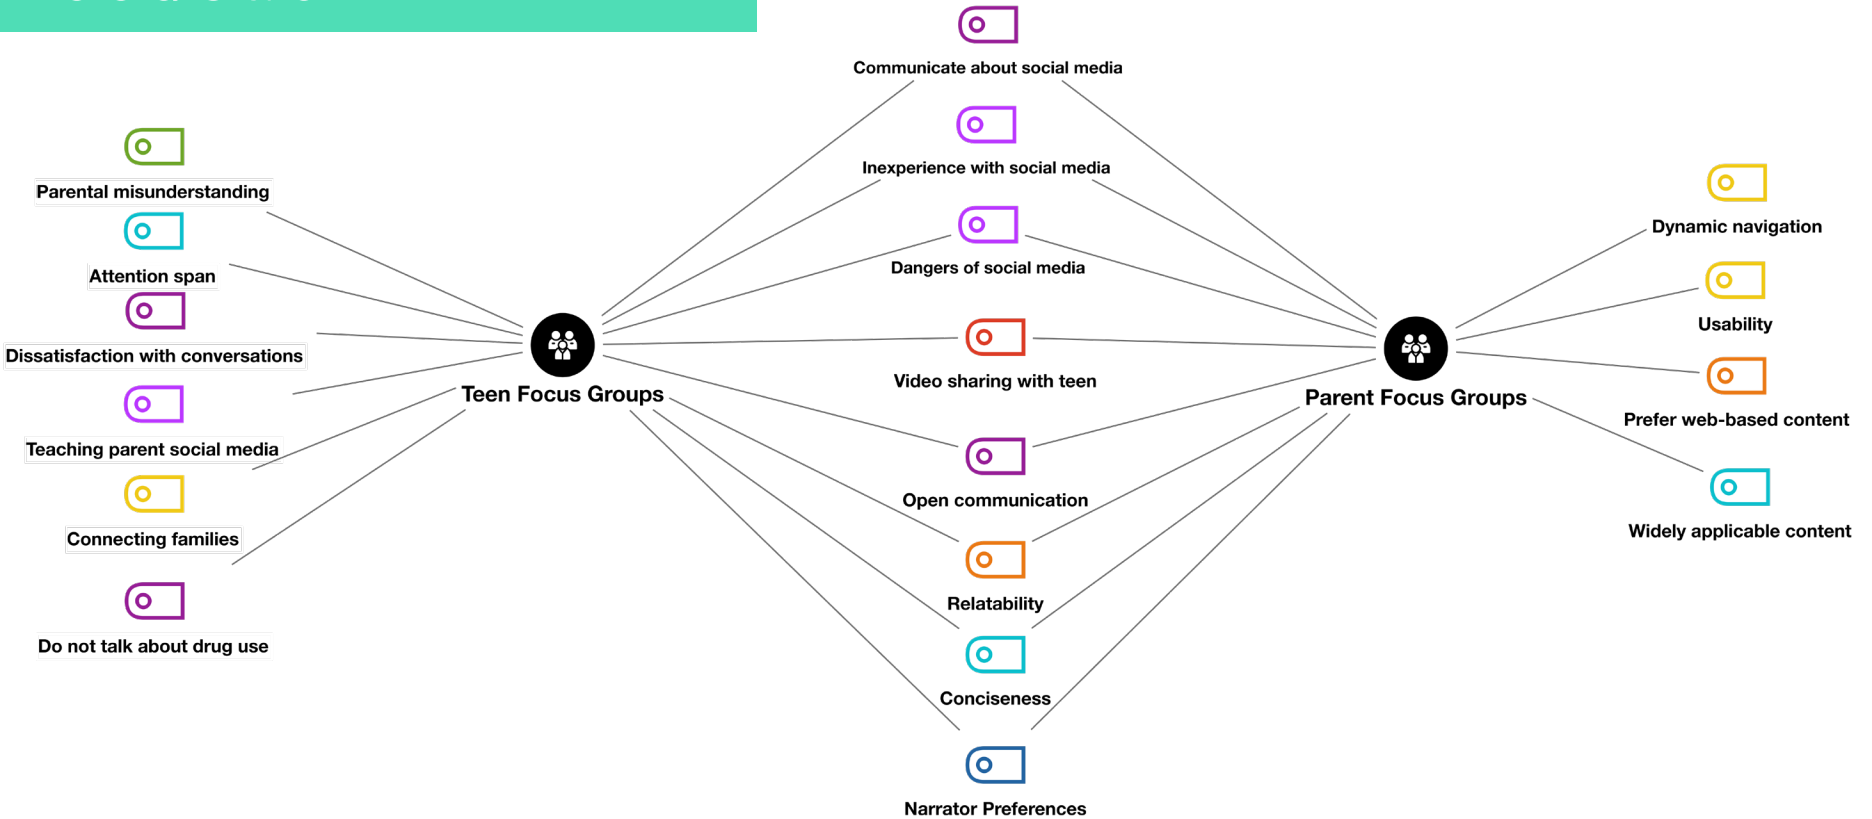 Communicate about social media
Inexperience with social media
Dangers of social media
Video sharing with teen
Open communication
Relatability
Conciseness
Narrator Preferences
Parental misunderstanding
Attention span
Dissatisfaction with conversations
Teaching parent social media
Connecting families
Do not talk about drug use
Teen Focus Groups
Parent Focus Groups
Dynamic navigation
Usability
Prefer web-based content
Widely applicable content